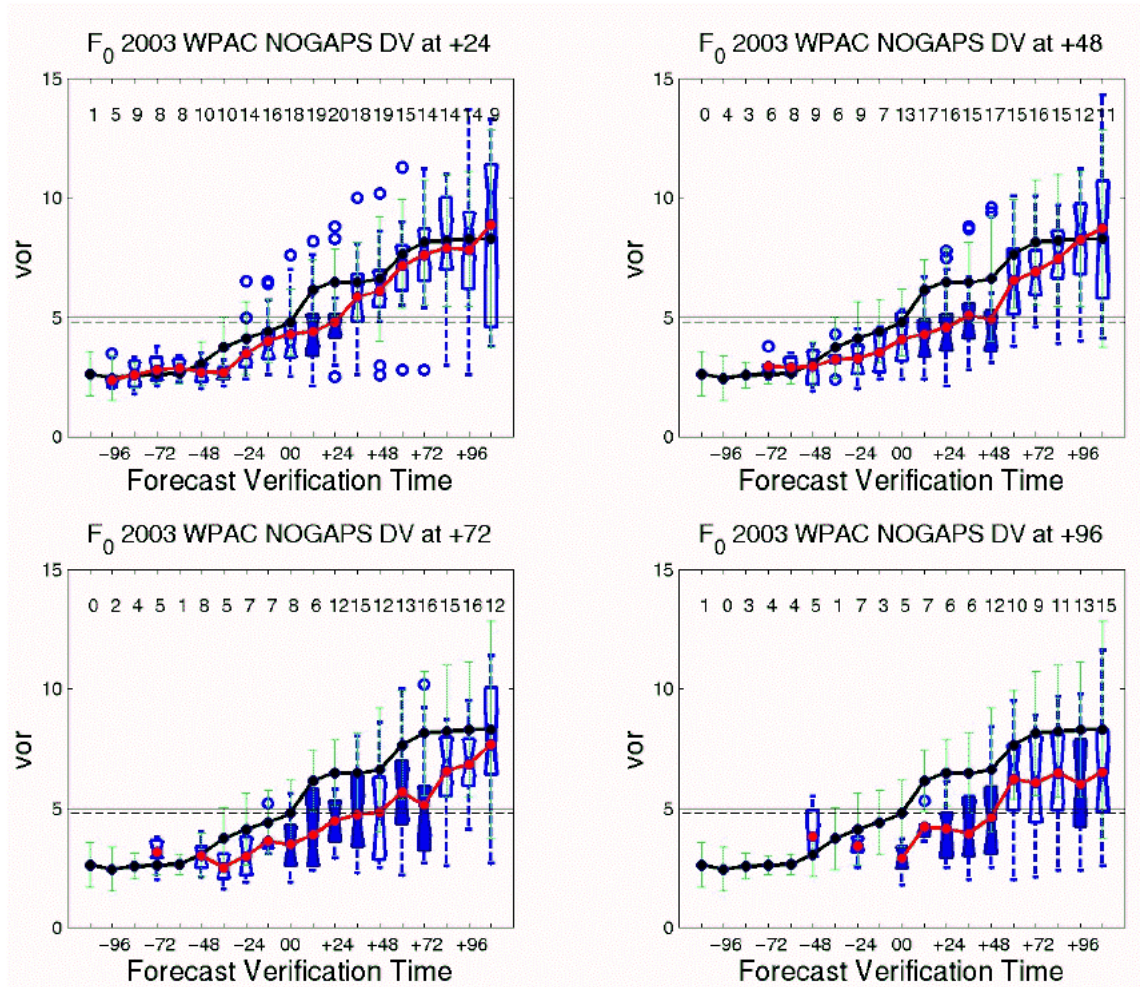 F0 2003 WPAC NOGAPS DV at +24
15
1 5 9 8 8 10 10 14 16 18 19 20 18 19 15 14 14 14 9
10
vor
5
0
−96 −72 −48 −24 00 +24 +48 +72 +96
Forecast Verification Time
F0 2003 WPAC NOGAPS DV at +48
15
0 4 3 6 8 9 6 9 7 13 17 16 15 17 15 16 15 12 11
10
vor
5
0
−96 −72 −48 −24 00 +24 +48 +72 +96
Forecast Verification Time
F0 2003 WPAC NOGAPS DV at +72
15
0 2 4 5 1 8 5 7 7 8 6 12 15 12 13 16 15 16 12
10
vor
5
0
−96 −72 −48 −24 00 +24 +48 +72 +96
Forecast Verification Time
F0 2003 WPAC NOGAPS DV at +96
15
1 0 3 4 4 5 1 7 3 5 7 6 6 12 10 9 11 13 15
10
vor
5
0
−96 −72 −48 −24 00 +24 +48 +72 +96
Forecast Verification Time